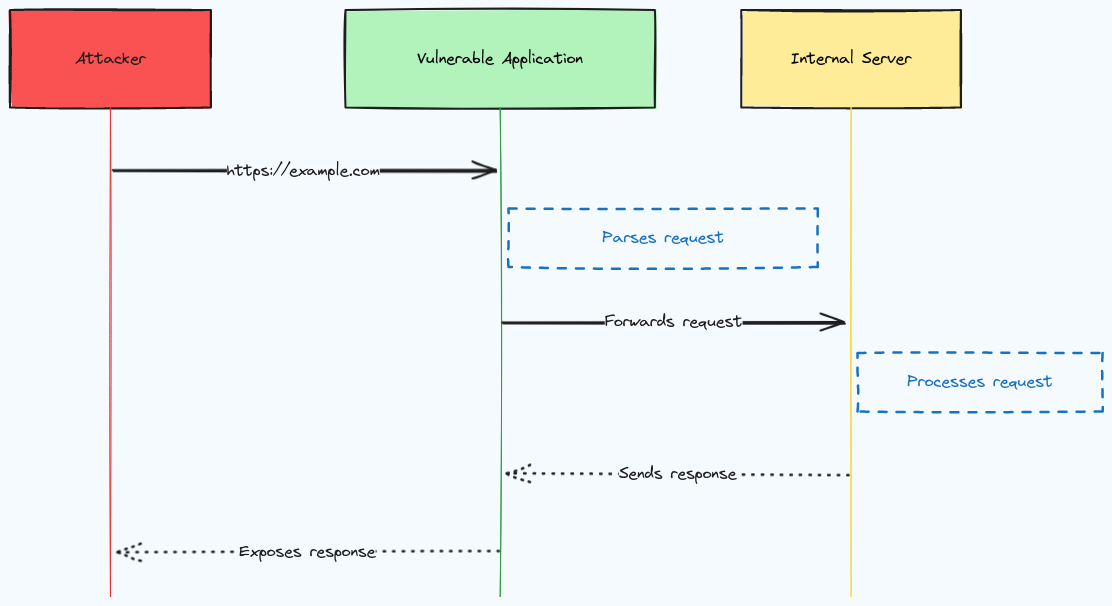 Attacker
Vulnerable Application
Internal Server
https://example.com
Parses request
Forwards request
Processes request
Sends response
Exposes response